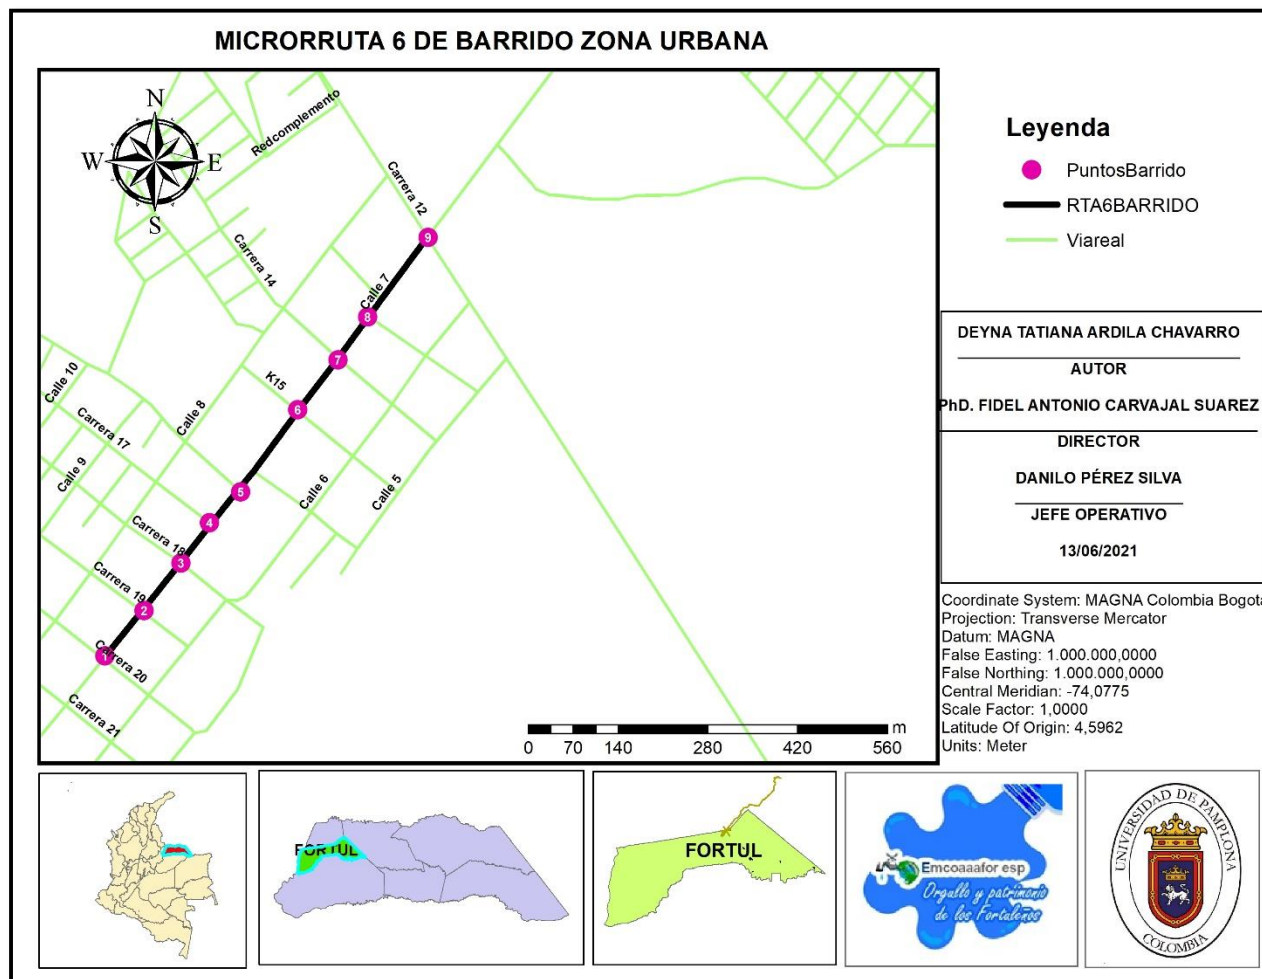 MICRORRUTA 6 DE BARRIDO ZONA URBANA
N
W
E
S
Redcomplemento
Carrera 12
Carrera 14
Calle 7
K15
Calle 8
Calle 10
Carrera 17
Calle 9
Calle 6
Calle 5
Carrera 18
Carrera 19
Carrera 20
Carrera 21
9
8
7
6
5
4
3
2
1
m
0 70 140 280 420 560
Leyenda
PuntosBarrido
RTA6BARRIDO
Viareal
DEYNA TATIANA ARDILA CHAVARRO
AUTOR
PhD. FIDEL ANTONIO CARVAJAL SUAREZ
DIRECTOR
DANILO PÉREZ SILVA
JEFE OPERATIVO
13/06/2021
Coordinate System: MAGNA Colombia Bogota
Projection: Transverse Mercator
Datum: MAGNA
False Easting: 1.000.000,0000
False Northing: 1.000.000,0000
Central Meridian: -74,0775
Scale Factor: 1,0000
Latitude Of Origin: 4,5962
Units: Meter
FORTUL
FORTUL
Emcoaaafor esp
Orgullo y patrimonio
de los Fortuleños
UNIVERSIDAD DE PAMPLONA
COLOMBIA